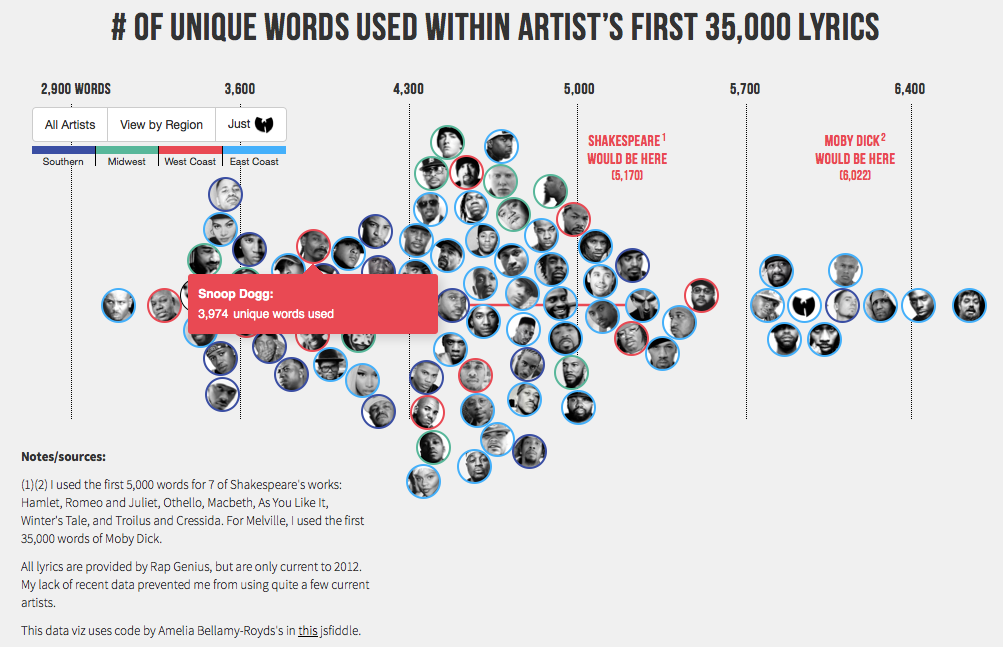 # OF UNIQUE WORDS USED WITHIN ARTIST’S FIRST 35,000 LYRICS
2,900 WORDS
3,600
4,300
5,000
5,700
6,400
All Artists
View by Region
Just
Southern
Midwest
West Coast
East Coast
SHAKESPEARE 1
WOULD BE HERE
(5,170)
MOBY DICK 2
WOULD BE HERE
(6,022)
Snoop Dogg:
3,974 unique words used
Notes/sources:
(1)(2) I used the first 5,000 words for 7 of Shakespeare's works:
Hamlet, Romeo and Juliet, Othello, Macbeth, As You Like It,
Winter's Tale, and Troilus and Cressida. For Melville, I used the first
35,000 words of Moby Dick.
All lyrics are provided by Rap Genius, but are only current to 2012.
My lack of recent data prevented me from using quite a few current
artists.
This data viz uses code by Amelia Bellamy-Royds's in this jsfiddle.